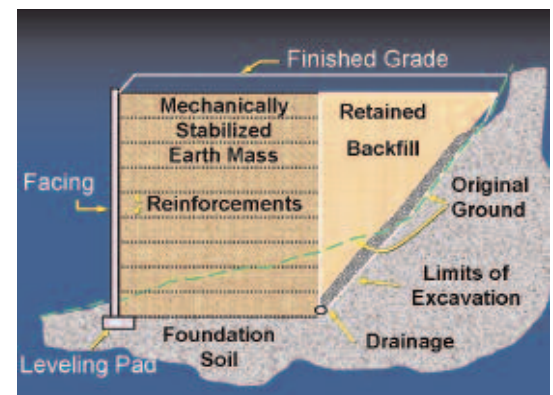 Finished Grade
Mechanically
Stabilized
Earth Mass
Retained
Backfill
Facing
Reinforcements
Original
Ground
Limits of
Excavation
Drainage
Foundation
Soil
Leveling Pad